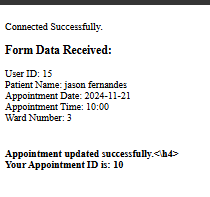 Connected Successfully.
Form Data Received:
User ID: 15
Patient Name: jason fernandes
Appointment Date: 2024-11-21
Appointment Time: 10:00
Ward Number: 3
Appointment updated successfully.<\h4>
Your Appointment ID is: 10